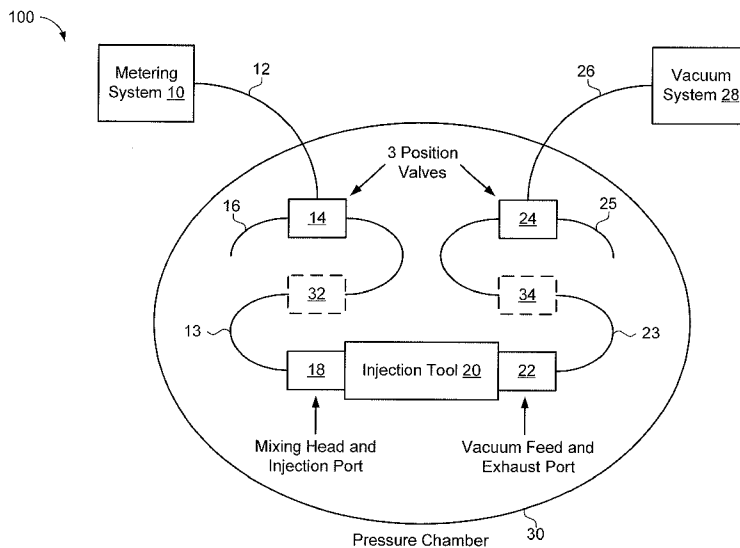 100
Metering
System 10
12
26
Vacuum
System 28
3 Position
Valves
16
14
24
25
32
34
13
23
18
Injection Tool 20
22
Mixing Head and
Injection Port
Vacuum Feed and
Exhaust Port
30
Pressure Chamber